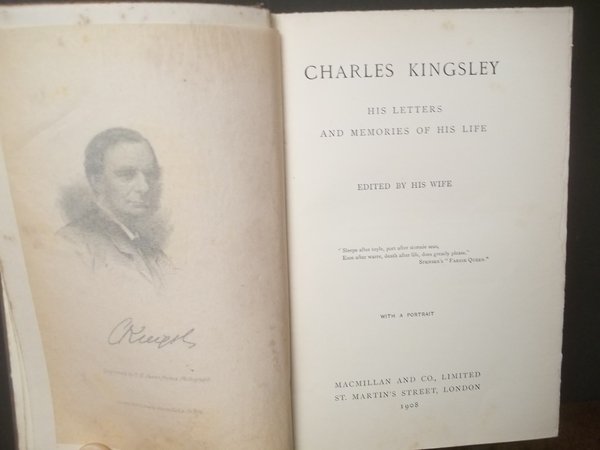 CKingsley
CHARLES KINGSLEY
HIS LETTERS
AND MEMORIES OF HIS LIFE
EDITED BY HIS WIFE
"Sleepe after toyle, port after stormie seas,
Ease after warre, death after life, does greatly please."
SPENSER'S "FAERIE QUEEN."
WITH A PORTRAIT
MACMILLAN AND CO., LIMITED
ST. MARTIN'S STREET, LONDON
1908